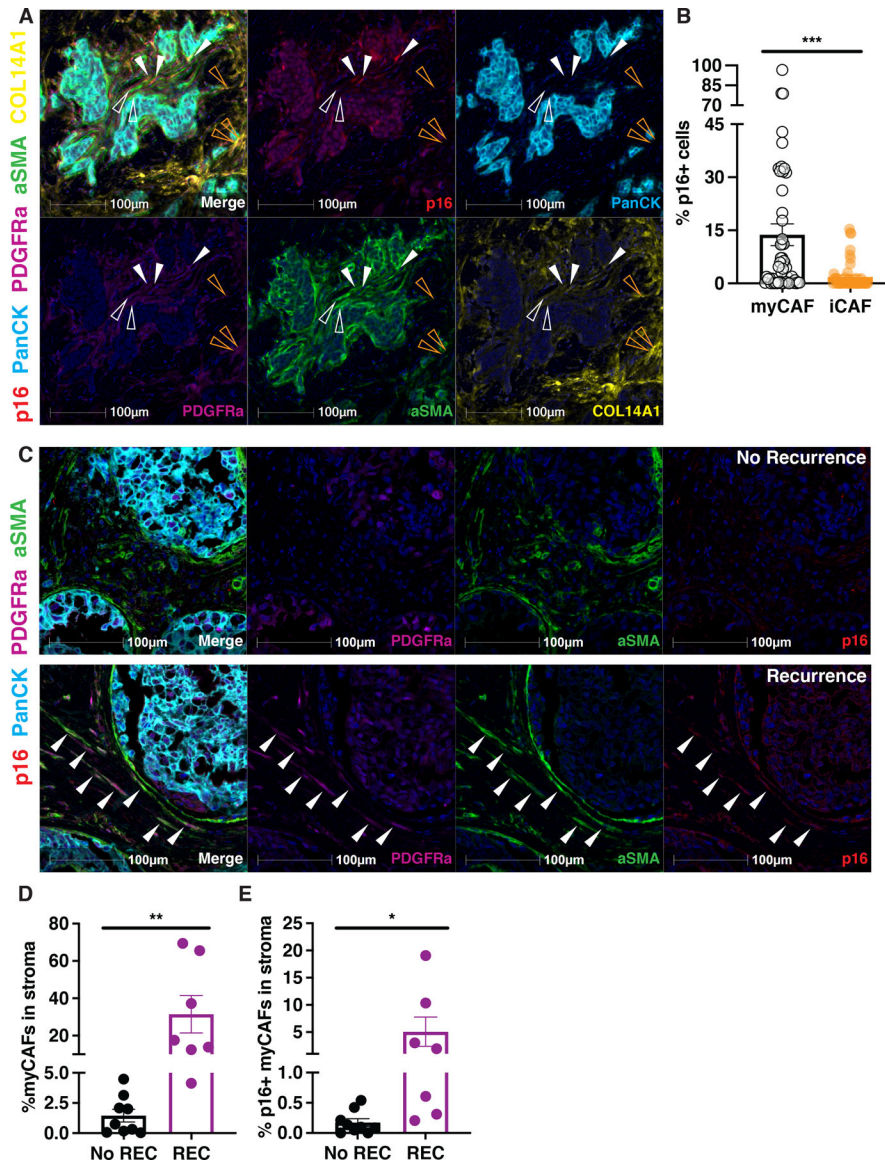 A
p16 PanCK PDGFRa aSMA COL14A1
100µm Merge
100µm p16
100µm PanCK
100µm PDGFRa
100µm aSMA
100µm COL14A1
B
***
% p16+ cells
100
85
70
45
30
15
0
myCAF iCAF
C
p16 PanCK PDGFRa aSMA
No Recurrence
100µm Merge
100µm PDGFRa
100µm aSMA
100µm p16
Recurrence
100µm Merge
100µm PDGFRa
100µm aSMA
100µm p16
D
**
%myCAFs in stroma
80
60
40
20
5.0
2.5
0.0
No REC REC
E
*
% p16+ myCAFs in stroma
25
20
15
10
5
1.0
0.5
0.0
No REC REC